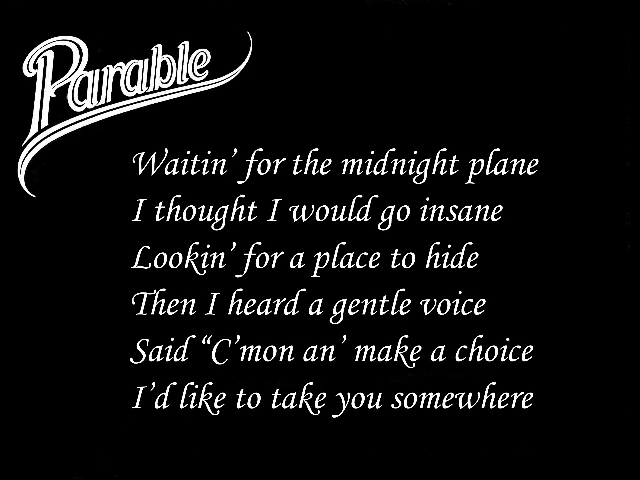 Parable
Waitin’ for the midnight plane
I thought I would go insane
Lookin’ for a place to hide
Then I heard a gentle voice
Said “C’mon an’ make a choice
I’d like to take you somewhere